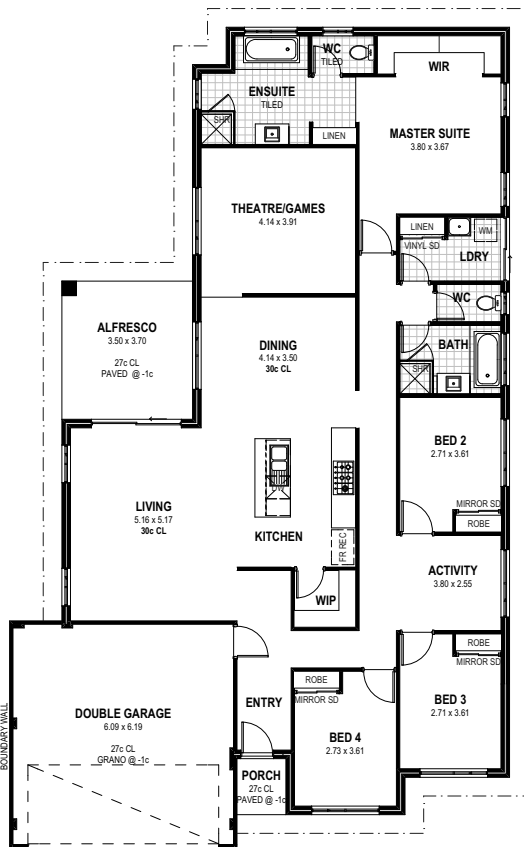 WC
TILED
WIR
ENSUITE
TILED
SHR
LINEN
MASTER SUITE
3.80 x 3.67
THEATRE/GAMES
4.14 x 3.91
LINEN
WM
VINYL SD
LDRY
WC
ALFRESCO
3.50 x 3.70
27c CL
PAVED @ -1c
DINING
4.14 x 3.50
30c CL
BATH
SHR
BED 2
2.71 x 3.61
MIRROR SD
ROBE
LIVING
5.16 x 5.17
30c CL
DW
KITCHEN
FR REC
WIP
ACTIVITY
3.80 x 2.55
ROBE
MIRROR SD
BED 3
2.71 x 3.61
BOUNDARY WALL
DOUBLE GARAGE
6.09 x 6.19
27c CL
GRANO @ -1c
ENTRY
ROBE
MIRROR SD
BED 4
2.73 x 3.61
PORCH
27c CL
PAVED @ -1c